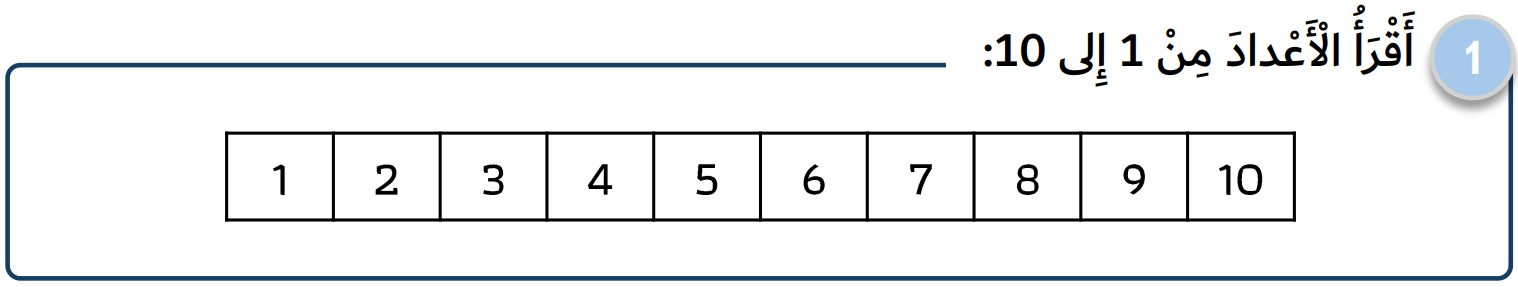 1 أَقْرَأُ الْأَعْدادَ مِنْ 1 إِلى 10:
1 2 3 4 5 6 7 8 9 10